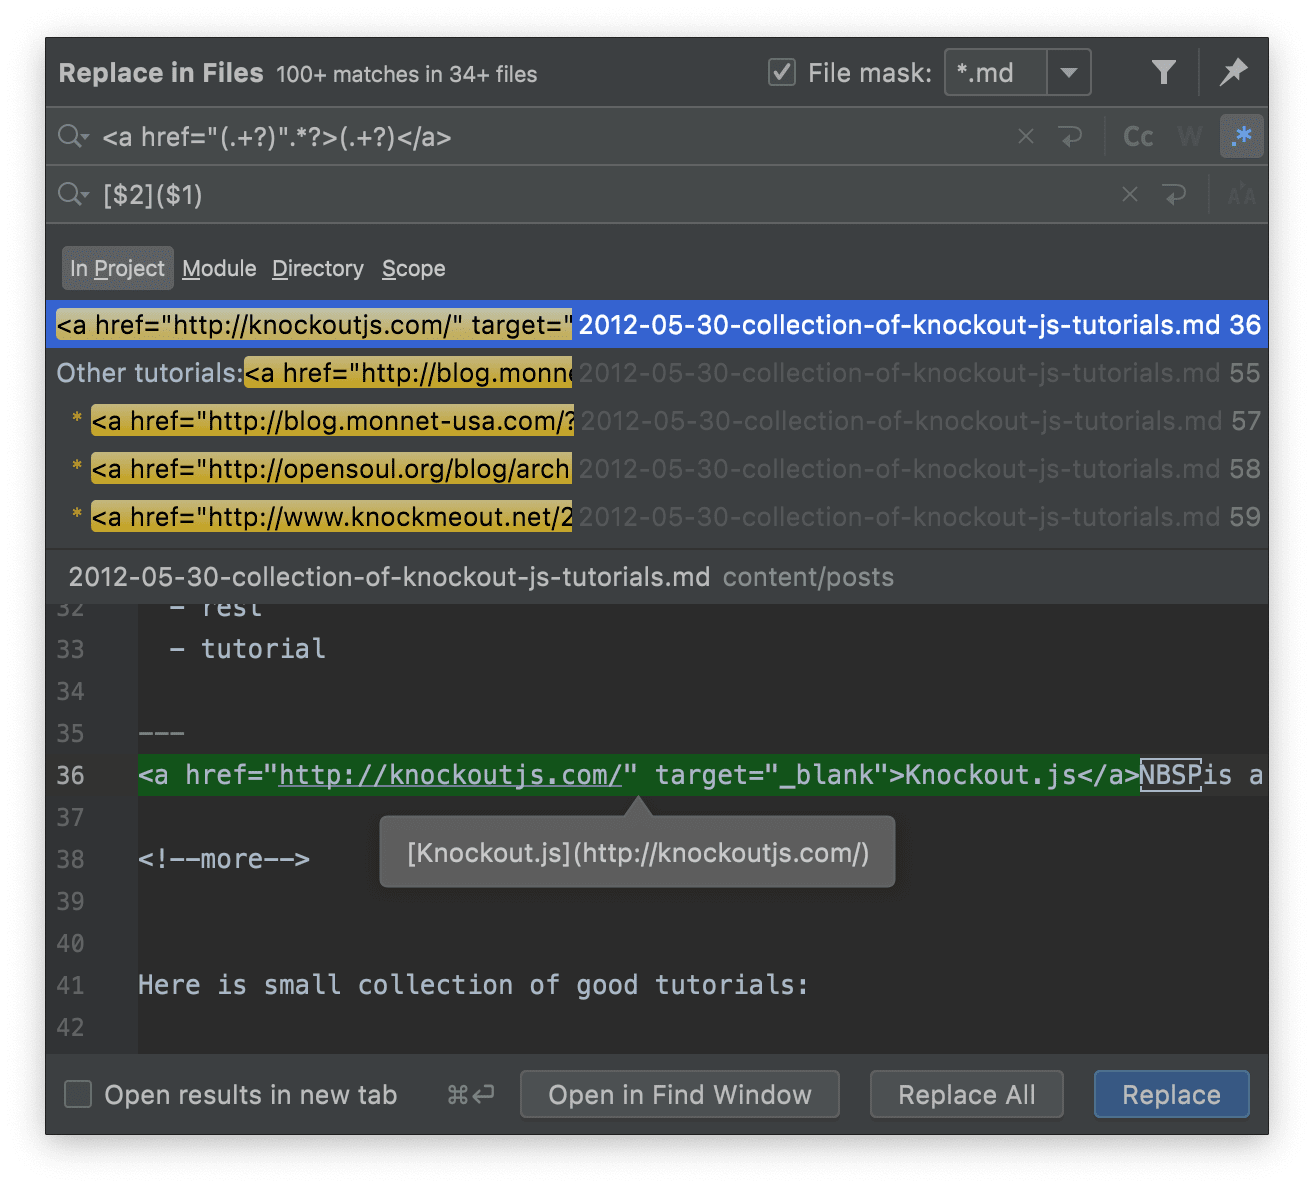 Replace in Files 100+ matches in 34+ files File mask: *.md
<a href="(.+?)".*?>(.+?)</a> Cc W .*
[$2]($1) AA
In Project Module Directory Scope
<a href="http://knockoutjs.com/" target=" 2012-05-30-collection-of-knockout-js-tutorials.md 36
Other tutorials:<a href="http://blog.monne 2012-05-30-collection-of-knockout-js-tutorials.md 55
* <a href="http://blog.monnet-usa.com/? 2012-05-30-collection-of-knockout-js-tutorials.md 57
* <a href="http://opensoul.org/blog/arch 2012-05-30-collection-of-knockout-js-tutorials.md 58
* <a href="http://www.knockmeout.net/2 2012-05-30-collection-of-knockout-js-tutorials.md 59
2012-05-30-collection-of-knockout-js-tutorials.md content/posts
32 - rest
33 - tutorial
34
35 ---
36 <a href="http://knockoutjs.com/" target="_blank">Knockout.js</a>NBSPis a
37
[Knockout.js](http://knockoutjs.com/)
38 <!--more-->
39
40
41 Here is small collection of good tutorials:
42
Open results in new tab ⌘⏎ Open in Find Window Replace All Replace